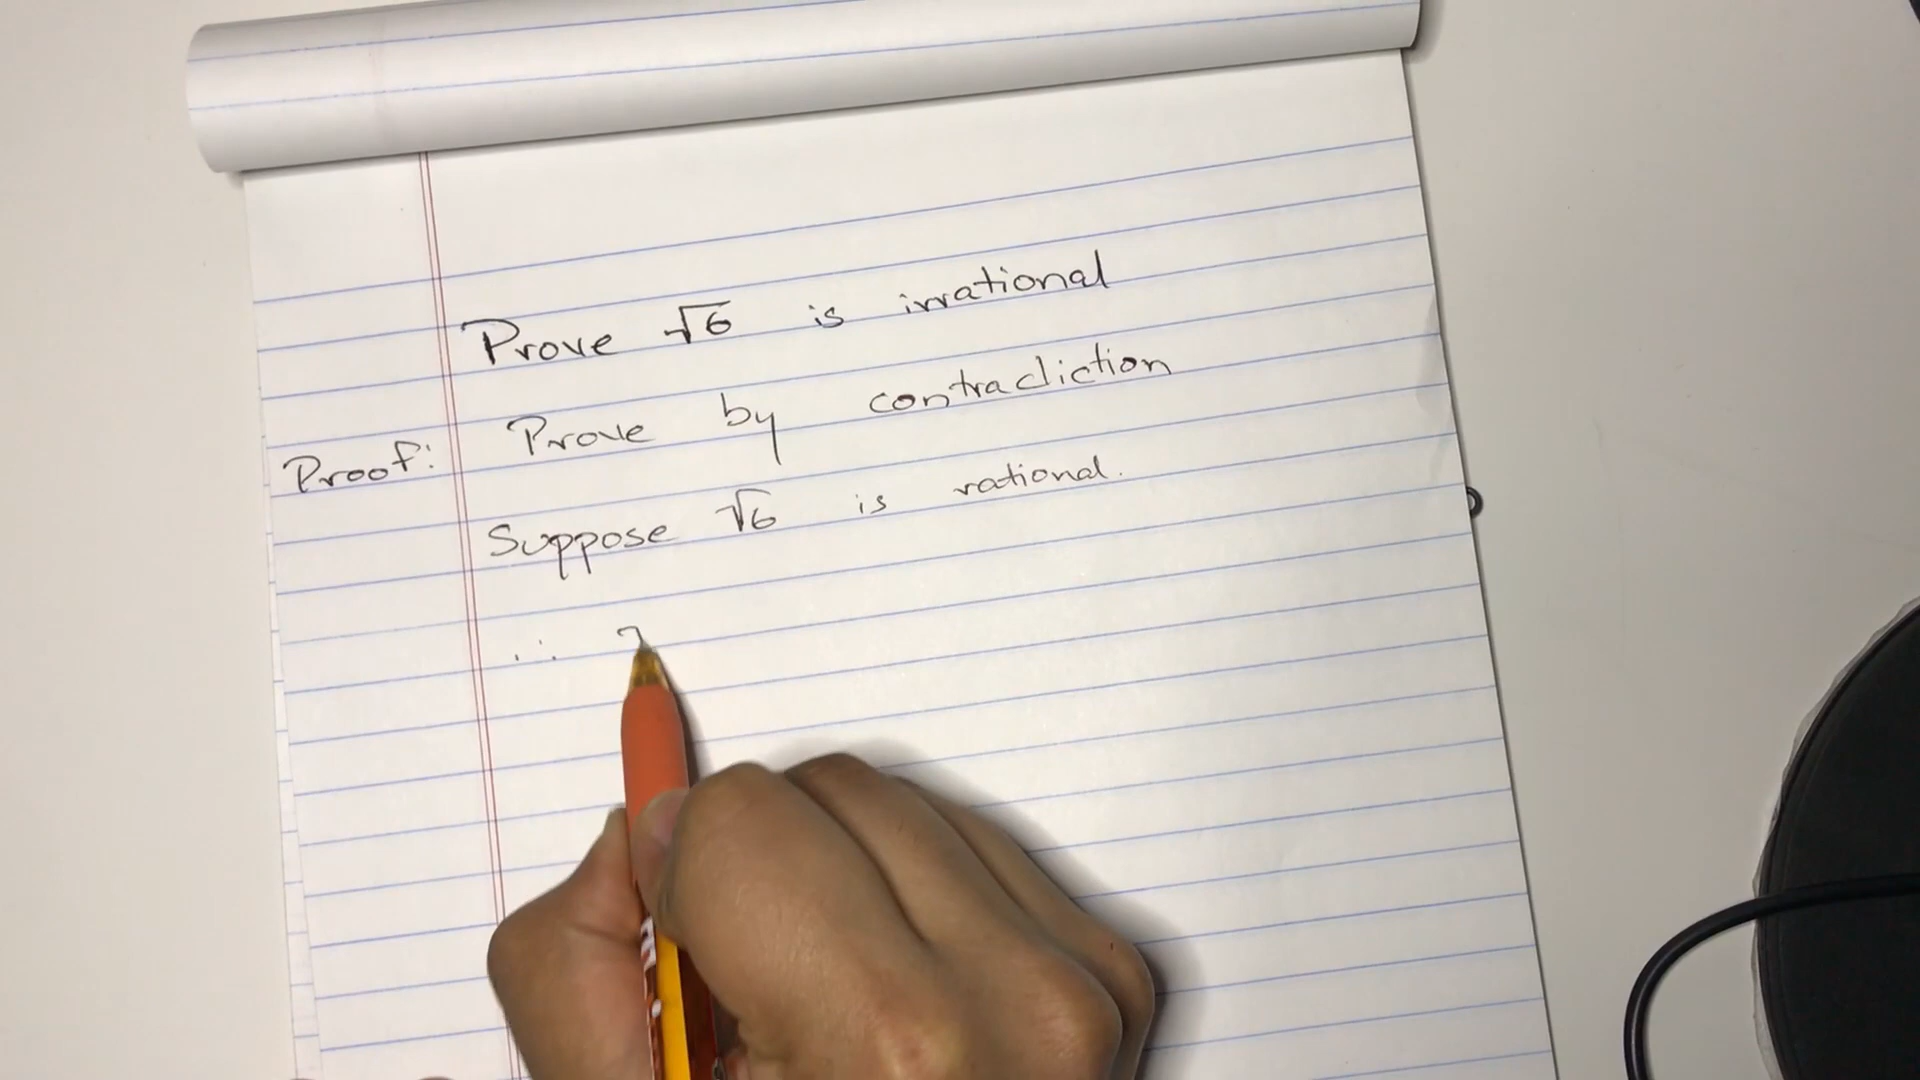 Prove √6 is irrational
Proof: Prove by contradiction
Suppose √6 is rational.
∴